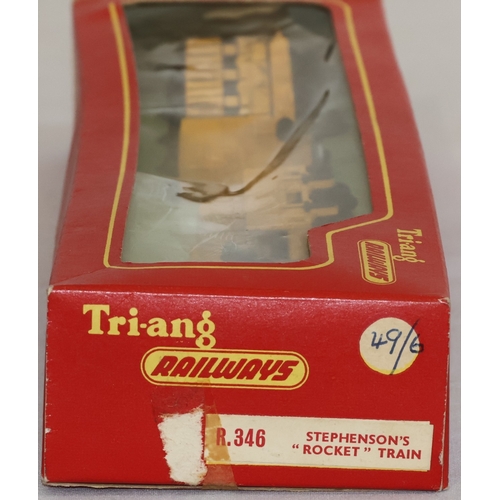 Tri-ang
RAILWAYS
Tri-ang
RAILWAYS
49/6
R.346
STEPHENSON'S
"ROCKET" TRAIN